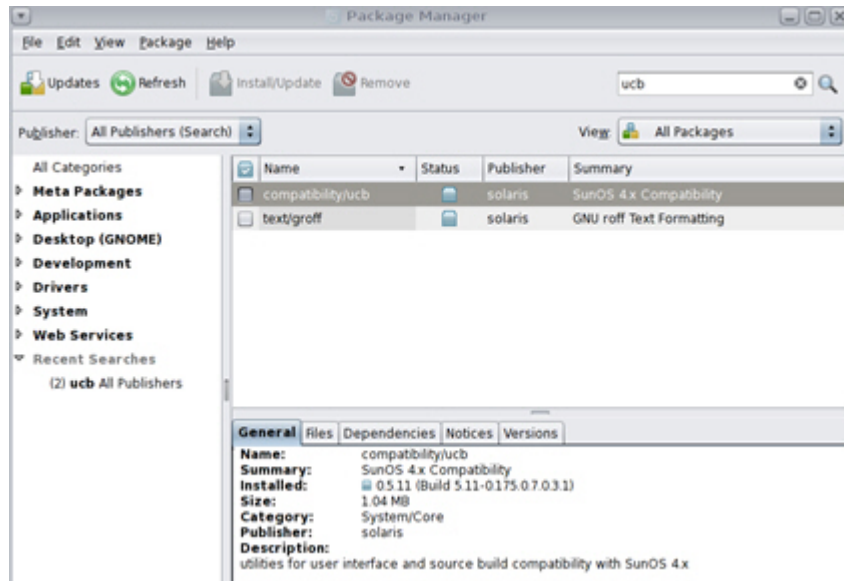 Package Manager
File Edit View Package Help
Updates Refresh Install/Update Remove ucb
Publisher: All Publishers (Search) View: All Packages
All Categories
Meta Packages
Applications
Desktop (GNOME)
Development
Drivers
System
Web Services
Recent Searches
(2) ucb All Publishers
Name Status Publisher Summary
compatibility/ucb solaris SunOS 4.x Compatibility
text/groff solaris GNU roff Text Formatting
General Files Dependencies Notices Versions
Name: compatibility/ucb
Summary: SunOS 4.x Compatibility
Installed: 0.5.11 (Build 5.11-0.175.0.7.0.3.1)
Size: 1.04 MB
Category: System/Core
Publisher: solaris
Description:
utilities for user interface and source build compatibility with SunOS 4.x